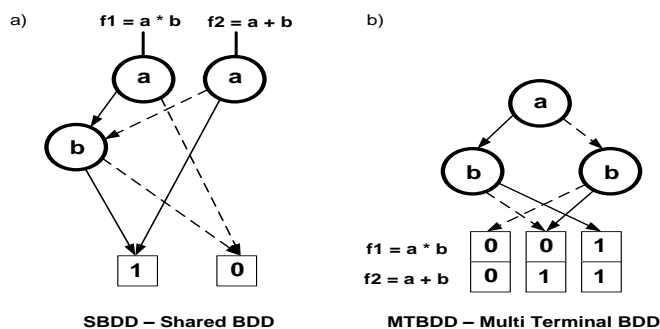 a)
f1 = a * b
f2 = a + b
b)
a
a
a
b
b
b
f1 = a * b
0
0
1
1
0
f2 = a + b
0
1
1
SBDD – Shared BDD
MTBDD – Multi Terminal BDD